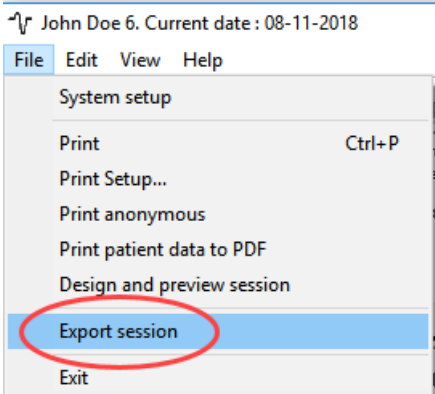 John Doe 6. Current date : 08-11-2018
File Edit View Help
System setup
Print Ctrl+P
Print Setup...
Print anonymous
Print patient data to PDF
Design and preview session
Export session
Exit